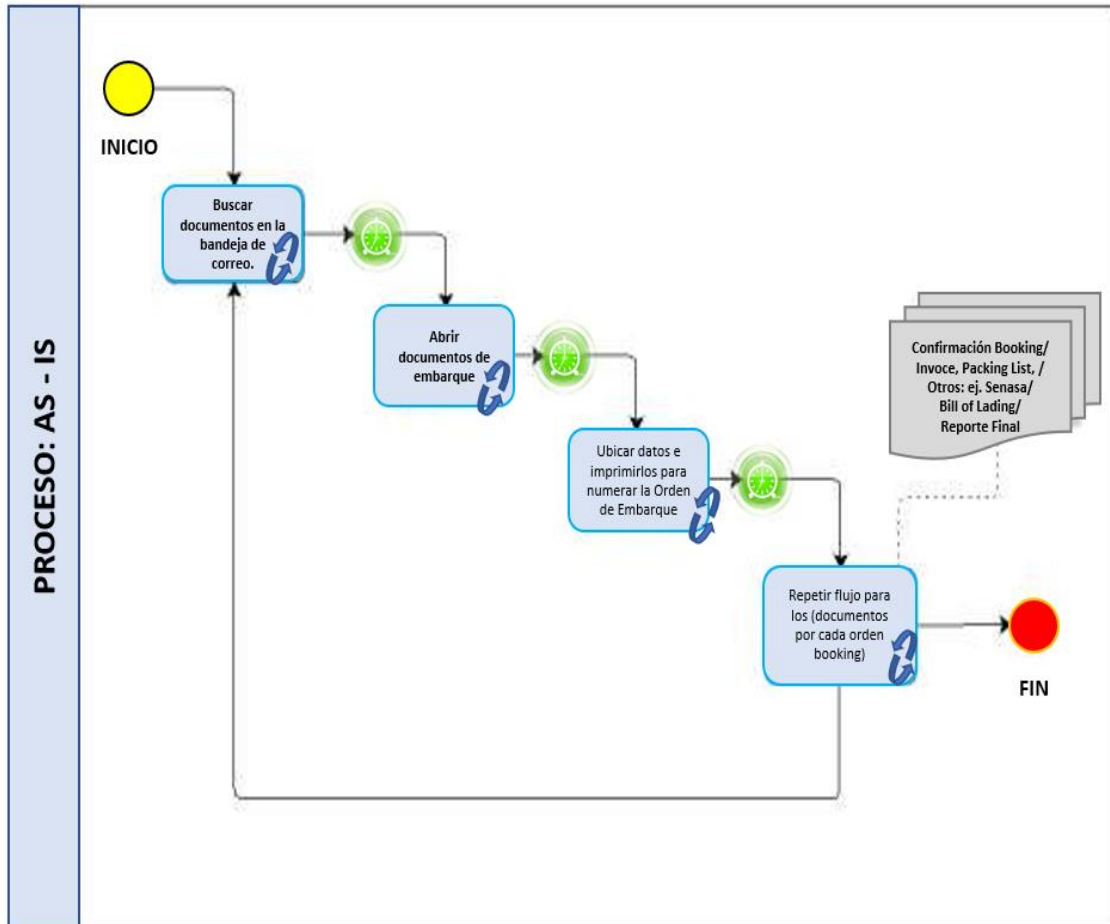 PROCESO: AS - IS
INICIO
Buscar
documentos en la
bandeja de
correo.
Abrir
documentos de
embarque
Ubicar datos e
imprimirlos para
numerar la Orden
de Embarque
Confirmación Booking/
Invoce, Packing List, /
Otros: ej. Senasa/
Bill of Lading/
Reporte Final
Repetir flujo para
los (documentos
por cada orden
booking)
FIN